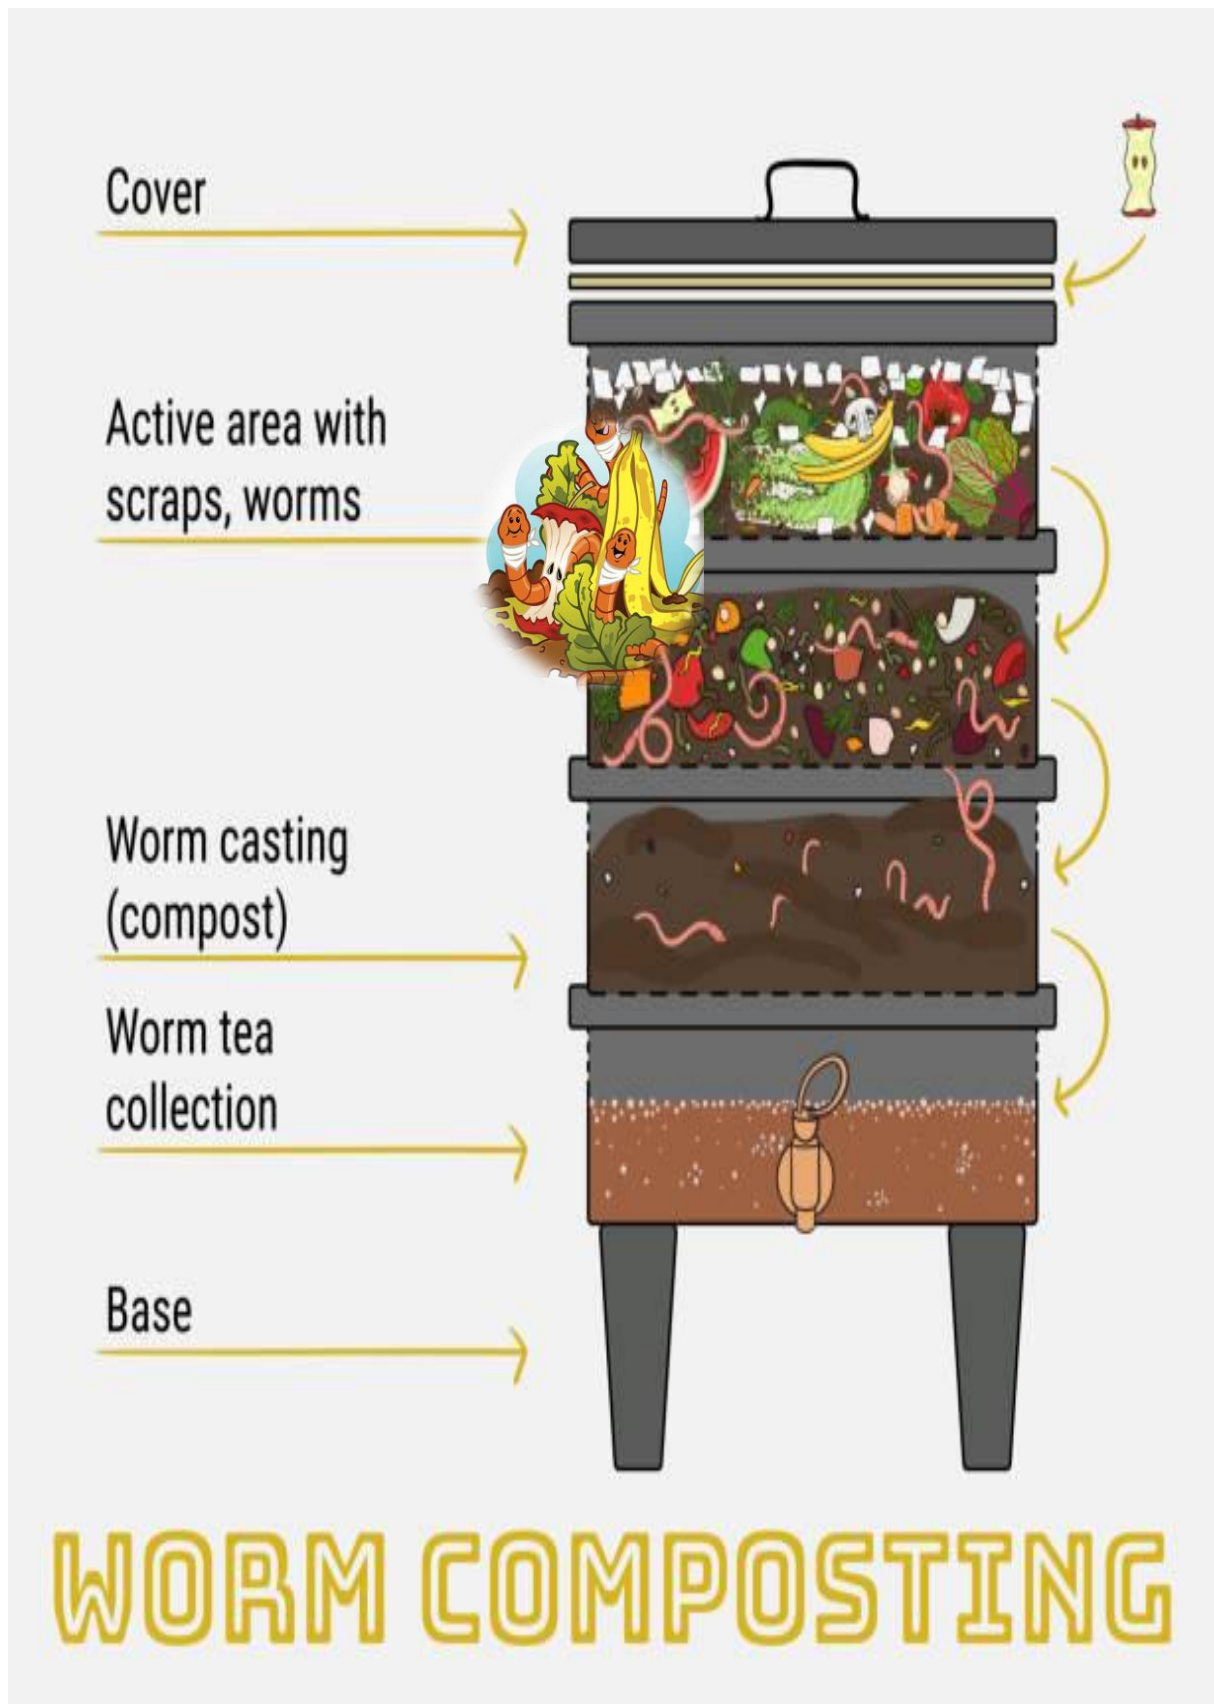 Cover
Active area with
scraps, worms
Worm casting
(compost)
Worm tea
collection
Base
WORM COMPOSTING